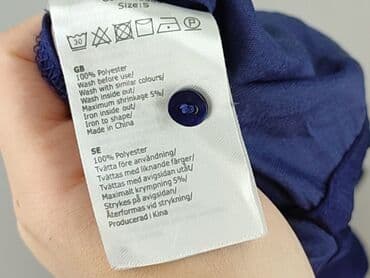 Size:S
30
GB
100% Polyester
Wash before use/
Wash with similar colours/
Wash inside out/
Maximum shrinkage 5%/
Iron inside out/
Iron to shape/
Made in China
SE
100% Polyester
Tvätta före användning/
Tvättas med liknande färger/
Tvättas med avigsidan utåt/
Maximalt krympning 5%/
Strykes på avigsidan/
Återformas vid strykning/
Producerad i Kina